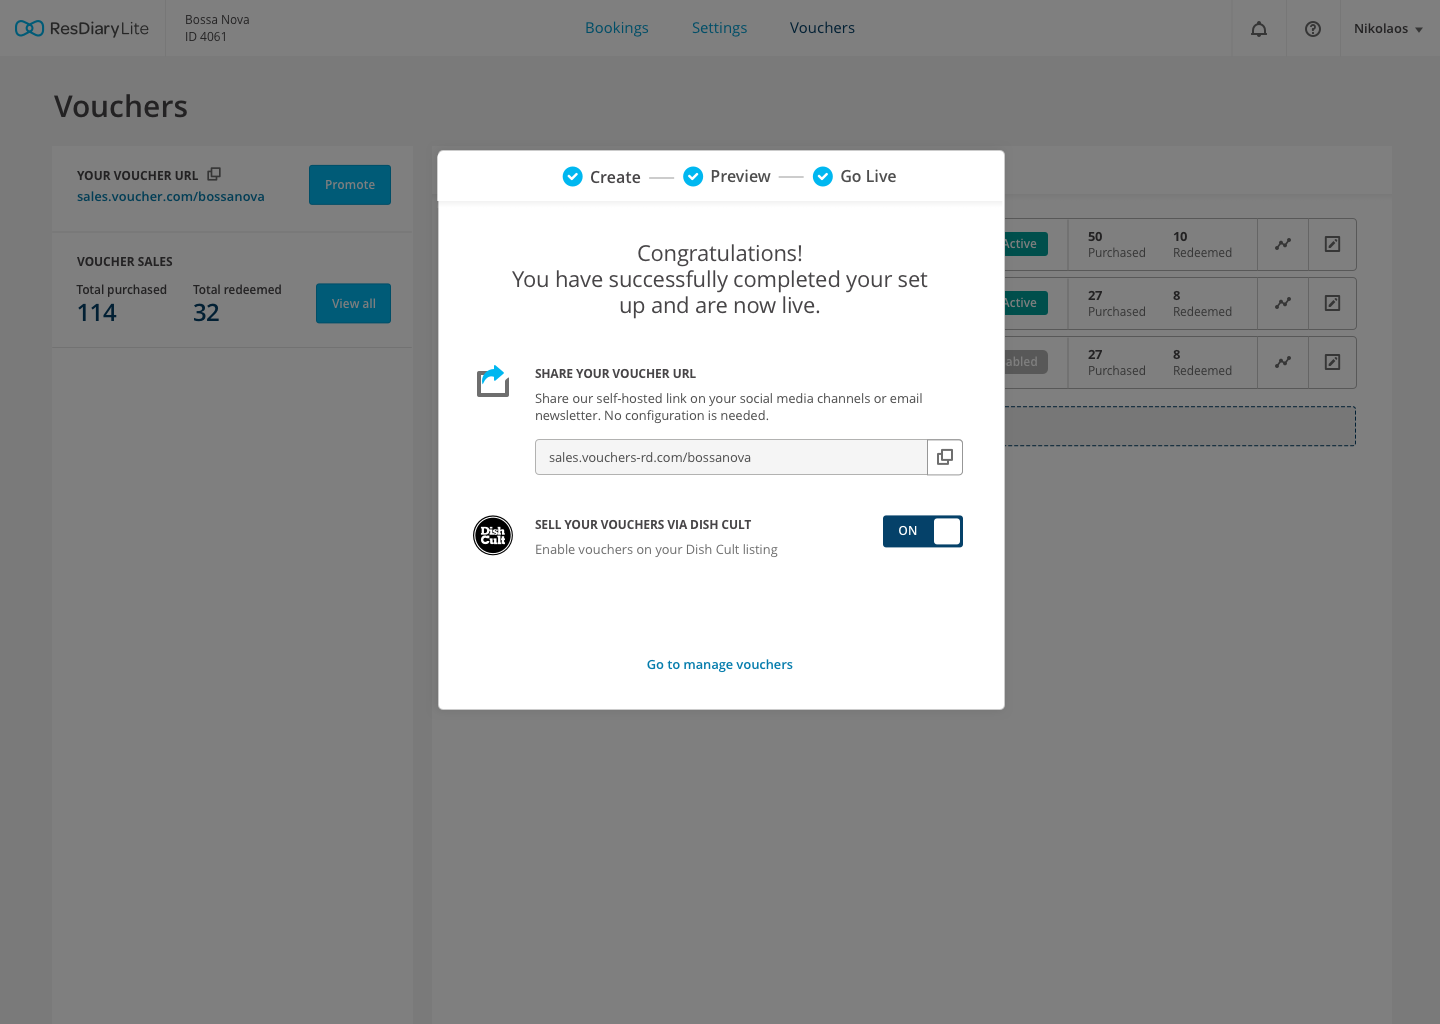 ResDiary Lite
Bossa Nova
ID 4061
Bookings
Settings
Vouchers
Nikolaos
Vouchers
YOUR VOUCHER URL
sales.voucher.com/bossanova
Promote
VOUCHER SALES
Total purchased
114
Total redeemed
32
View all
Create
Preview
Go Live
Congratulations!
You have successfully completed your set
up and are now live.
SHARE YOUR VOUCHER URL
Share our self-hosted link on your social media channels or email
newsletter. No configuration is needed.
sales.vouchers-rd.com/bossanova
Dish
Cult
SELL YOUR VOUCHERS VIA DISH CULT
Enable vouchers on your Dish Cult listing
ON
Go to manage vouchers
Active
50
Purchased
10
Redeemed
Active
27
Purchased
8
Redeemed
abled
27
Purchased
8
Redeemed